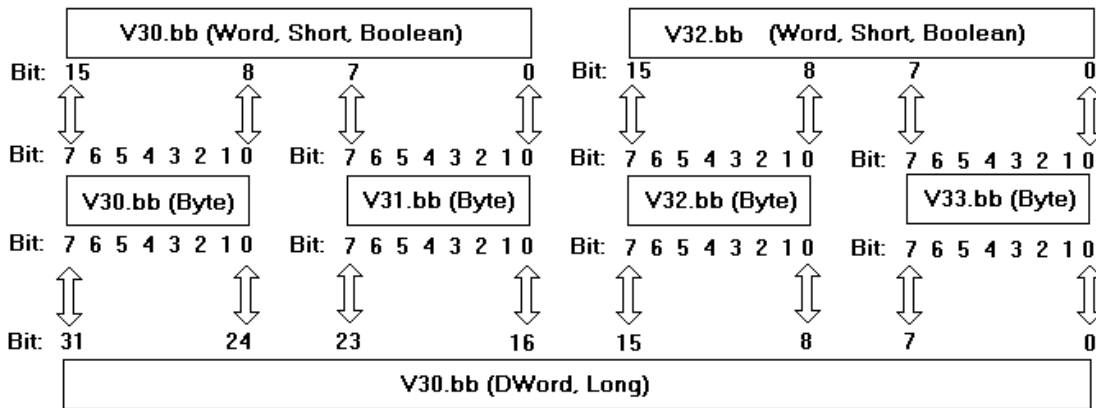 V30.bb (Word, Short, Boolean) V32.bb (Word, Short, Boolean)
Bit: 15 8 7 0 Bit: 15 8 7 0
Bit: 7 6 5 4 3 2 1 0 Bit: 7 6 5 4 3 2 1 0 Bit: 7 6 5 4 3 2 1 0 Bit: 7 6 5 4 3 2 1 0
V30.bb (Byte) V31.bb (Byte) V32.bb (Byte) V33.bb (Byte)
Bit: 7 6 5 4 3 2 1 0 Bit: 7 6 5 4 3 2 1 0 Bit: 7 6 5 4 3 2 1 0 Bit: 7 6 5 4 3 2 1 0
Bit: 31 24 23 16 15 8 7 0
V30.bb (DWord, Long)